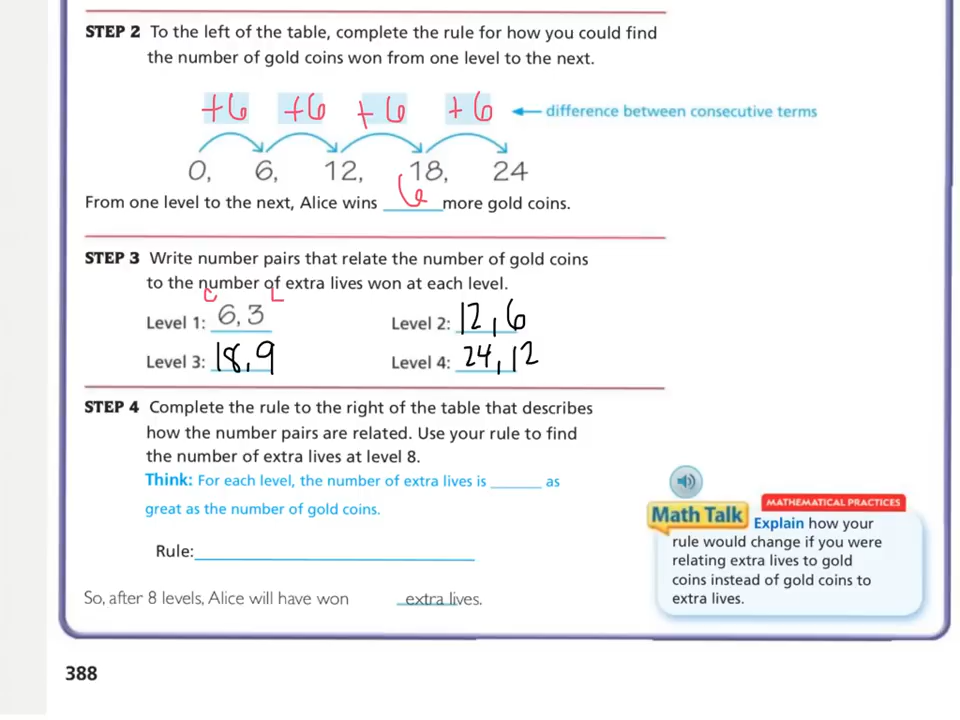 STEP 2 To the left of the table, complete the rule for how you could find
the number of gold coins won from one level to the next.
+6 +6 +6 +6 difference between consecutive terms
0, 6, 12, 18, 24
From one level to the next, Alice wins 6 more gold coins.
STEP 3 Write number pairs that relate the number of gold coins
to the number of extra lives won at each level.
C L
Level 1: 6, 3 Level 2: 12, 6
Level 3: 18, 9 Level 4: 24, 12
STEP 4 Complete the rule to the right of the table that describes
how the number pairs are related. Use your rule to find
the number of extra lives at level 8.
Think: For each level, the number of extra lives is ______ as
great as the number of gold coins.
Rule:
So, after 8 levels, Alice will have won extra lives.
Math Talk MATHEMATICAL PRACTICES
Explain how your
rule would change if you were
relating extra lives to gold
coins instead of gold coins to
extra lives.
388